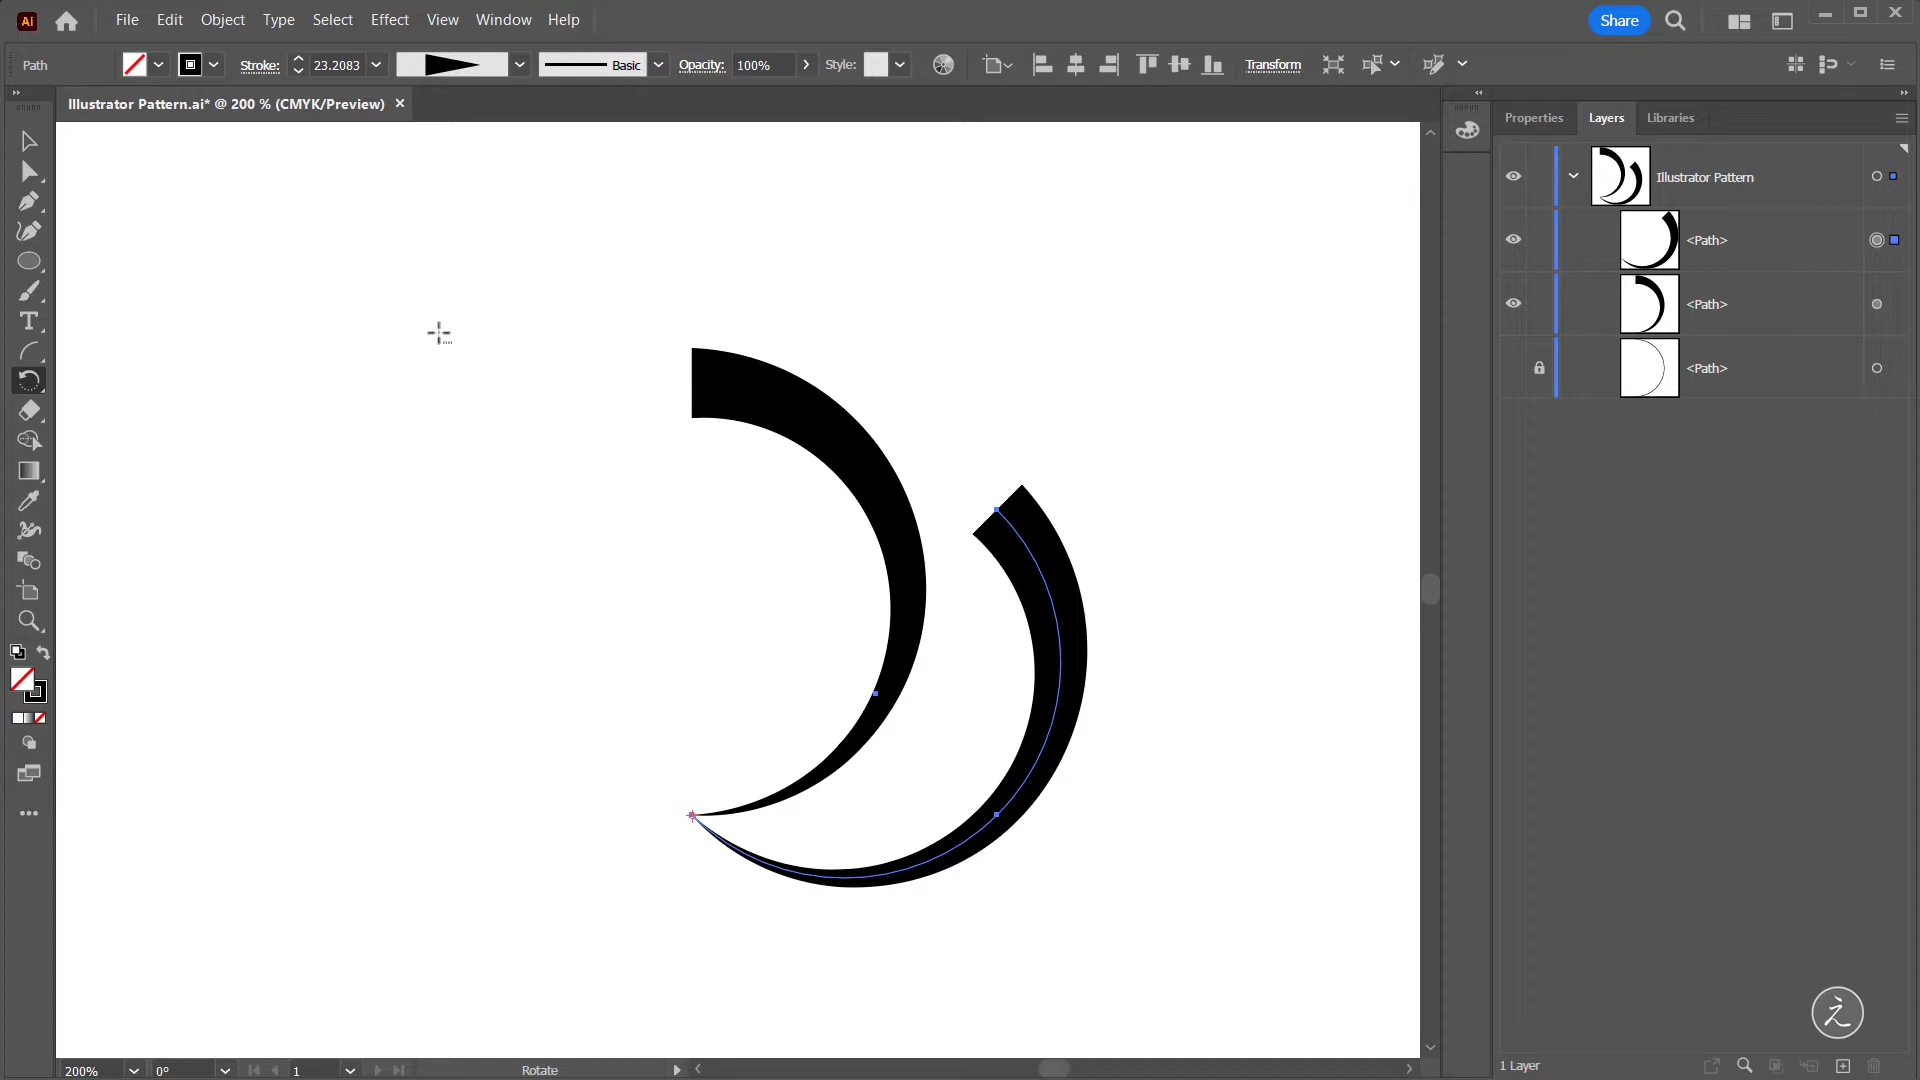 Ai File Edit Object Type Select Effect View Window Help Share
Path Stroke: 23.2083 Basic Opacity: 100% Style: Transform
Illustrator Pattern.ai* @ 200 % (CMYK/Preview) ×
Properties Layers Libraries
Illustrator Pattern
<Path>
<Path>
<Path>
之
1 Layer
200% 0° 1 Rotate